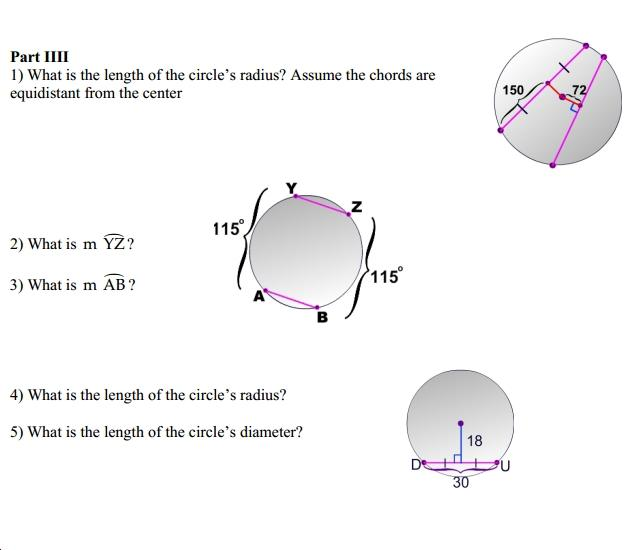 Part IIII
1) What is the length of the circle's radius? Assume the chords are
equidistant from the center
150
72
Y
Z
115°
2) What is m YZ?
115°
3) What is m AB?
A
B
4) What is the length of the circle's radius?
5) What is the length of the circle's diameter?
18
D
U
30